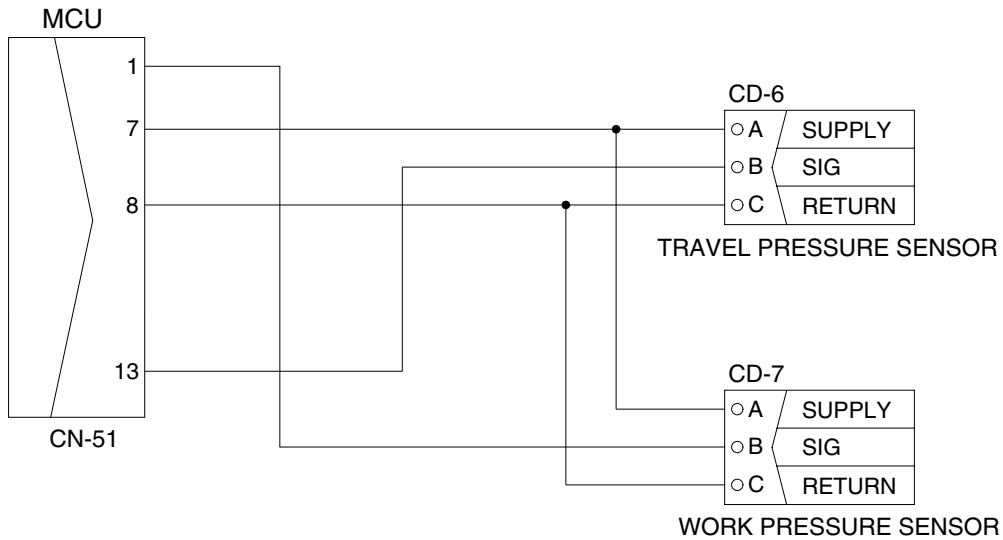 MCU
1
7
8
13
CN-51
CD-6
A SUPPLY
B SIG
C RETURN
TRAVEL PRESSURE SENSOR
CD-7
A SUPPLY
B SIG
C RETURN
WORK PRESSURE SENSOR